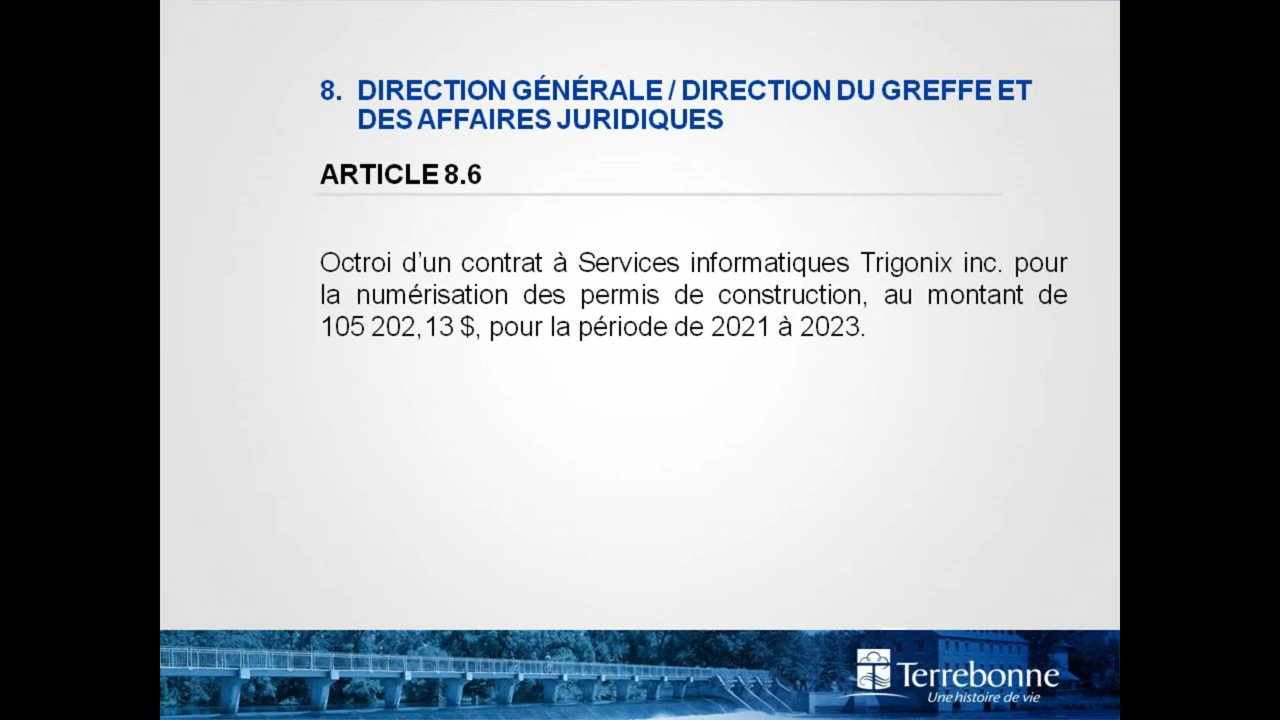 8. DIRECTION GÉNÉRALE / DIRECTION DU GREFFE ET
DES AFFAIRES JURIDIQUES
ARTICLE 8.6
Octroi d’un contrat à Services informatiques Trigonix inc. pour
la numérisation des permis de construction, au montant de
105 202,13 $, pour la période de 2021 à 2023.
Terrebonne
Une histoire de vie